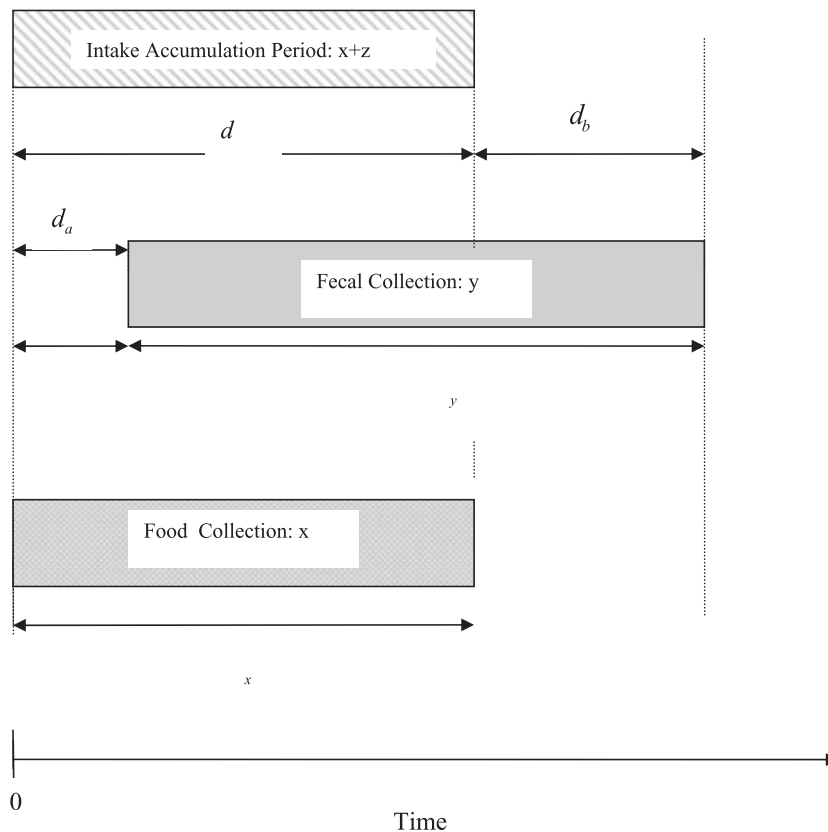 Intake Accumulation Period: x+z
d
d_b
d_a
Fecal Collection: y
y
Food Collection: x
x
0
Time